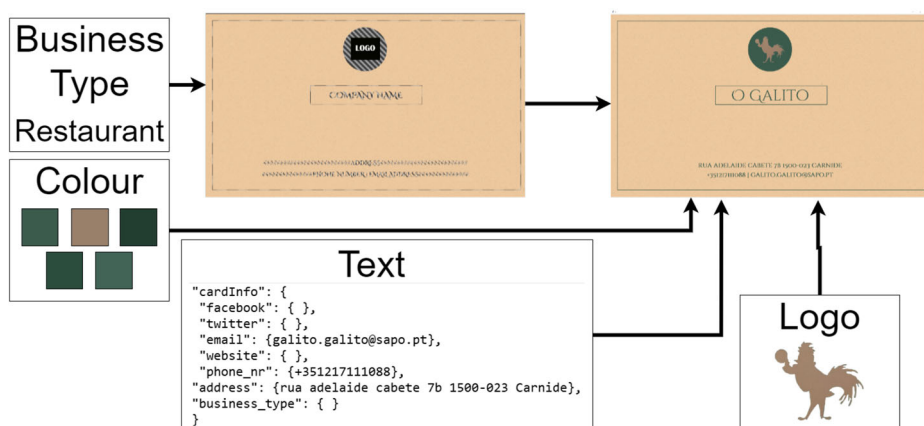 Business
Type
Restaurant
LOGO
COMPANY NAME
ADDRESS
O GALITO
RUA ADELAIDE CABETE 7B 1500-023 CARNIDE
+351217111088 | GALITO.GALITO@SAPO.PT
Colour
Text
"cardInfo": {
"facebook": { },
"twitter": { },
"email": {galito.galito@sapo.pt},
"website": { },
"phone_nr": {+351217111088},
"address": {rua adelaide cabete 7b 1500-023 Carnide},
"business_type": { }
}
Logo